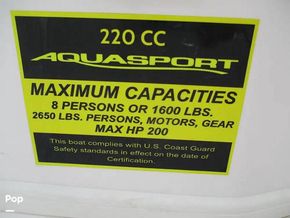 220 CC
AQUASPORT
MAXIMUM CAPACITIES
8 PERSONS OR 1600 LBS.
2650 LBS. PERSONS, MOTORS, GEAR
MAX HP 200
This boat complies with U.S. Coast Guard
Safety standards in effect on the date of
Certification.
Pop